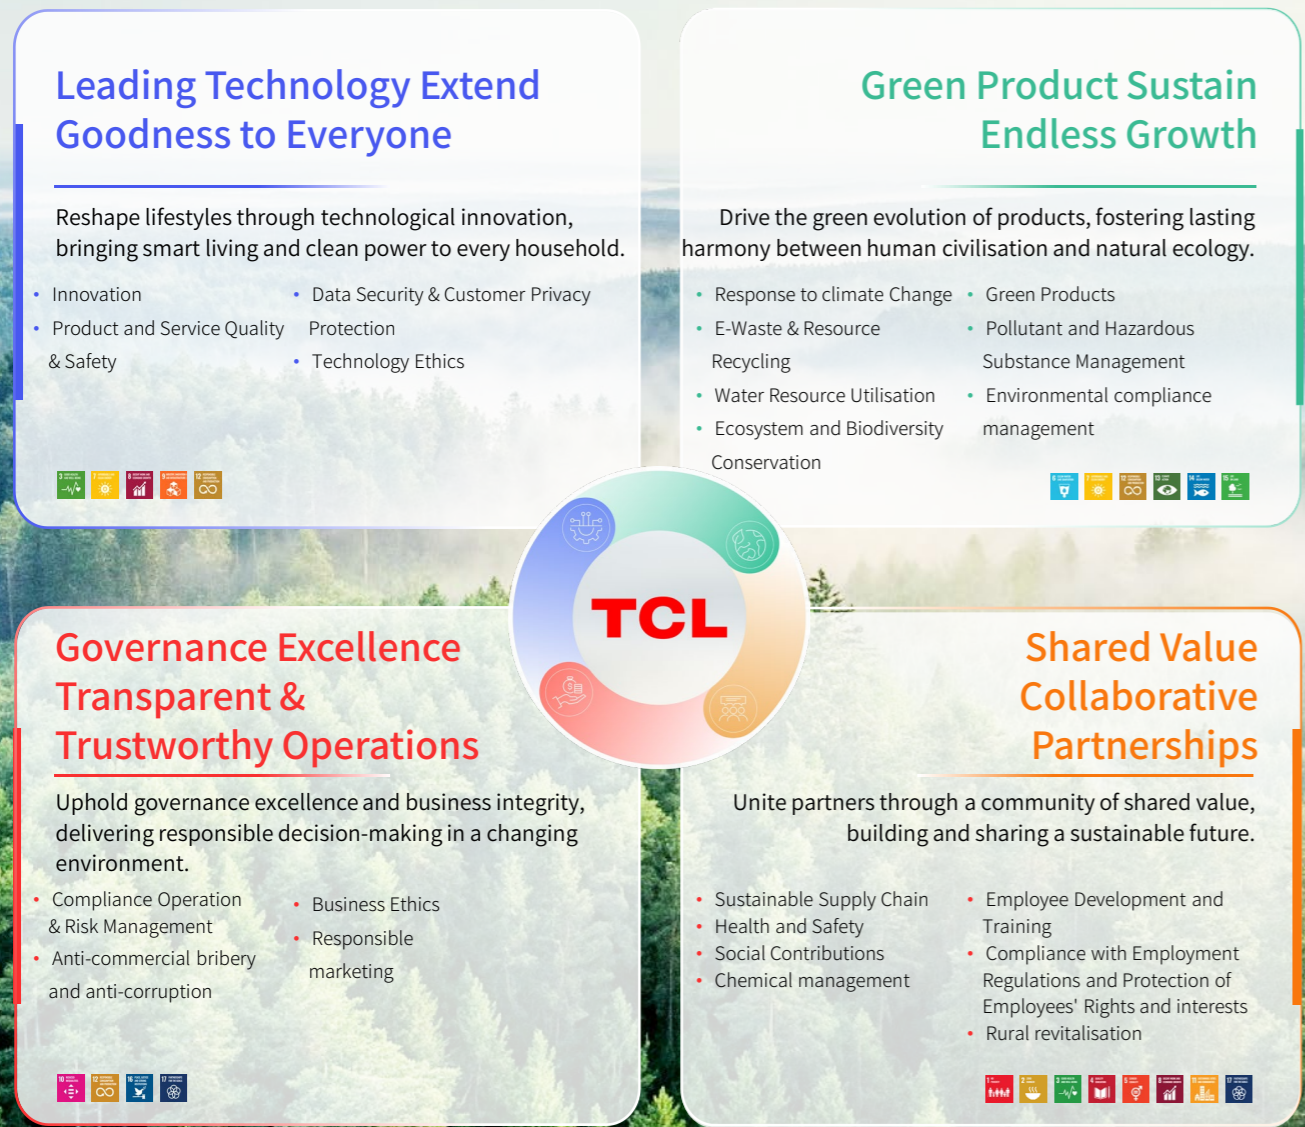 Leading Technology Extend
Goodness to Everyone
Reshape lifestyles through technological innovation,
bringing smart living and clean power to every household.
• Innovation
• Product and Service Quality
& Safety
• Data Security & Customer Privacy
Protection
• Technology Ethics
Green Product Sustain
Endless Growth
Drive the green evolution of products, fostering lasting
harmony between human civilisation and natural ecology.
• Response to climate Change
• E-Waste & Resource
Recycling
• Water Resource Utilisation
• Ecosystem and Biodiversity
Conservation
• Green Products
• Pollutant and Hazardous
Substance Management
• Environmental compliance
management
TCL
Governance Excellence
Transparent &
Trustworthy Operations
Uphold governance excellence and business integrity,
delivering responsible decision-making in a changing
environment.
• Compliance Operation
& Risk Management
• Anti-commercial bribery
and anti-corruption
• Business Ethics
• Responsible
marketing
Shared Value
Collaborative
Partnerships
Unite partners through a community of shared value,
building and sharing a sustainable future.
• Sustainable Supply Chain
• Health and Safety
• Social Contributions
• Chemical management
• Employee Development and
Training
• Compliance with Employment
Regulations and Protection of
Employees' Rights and interests
• Rural revitalisation